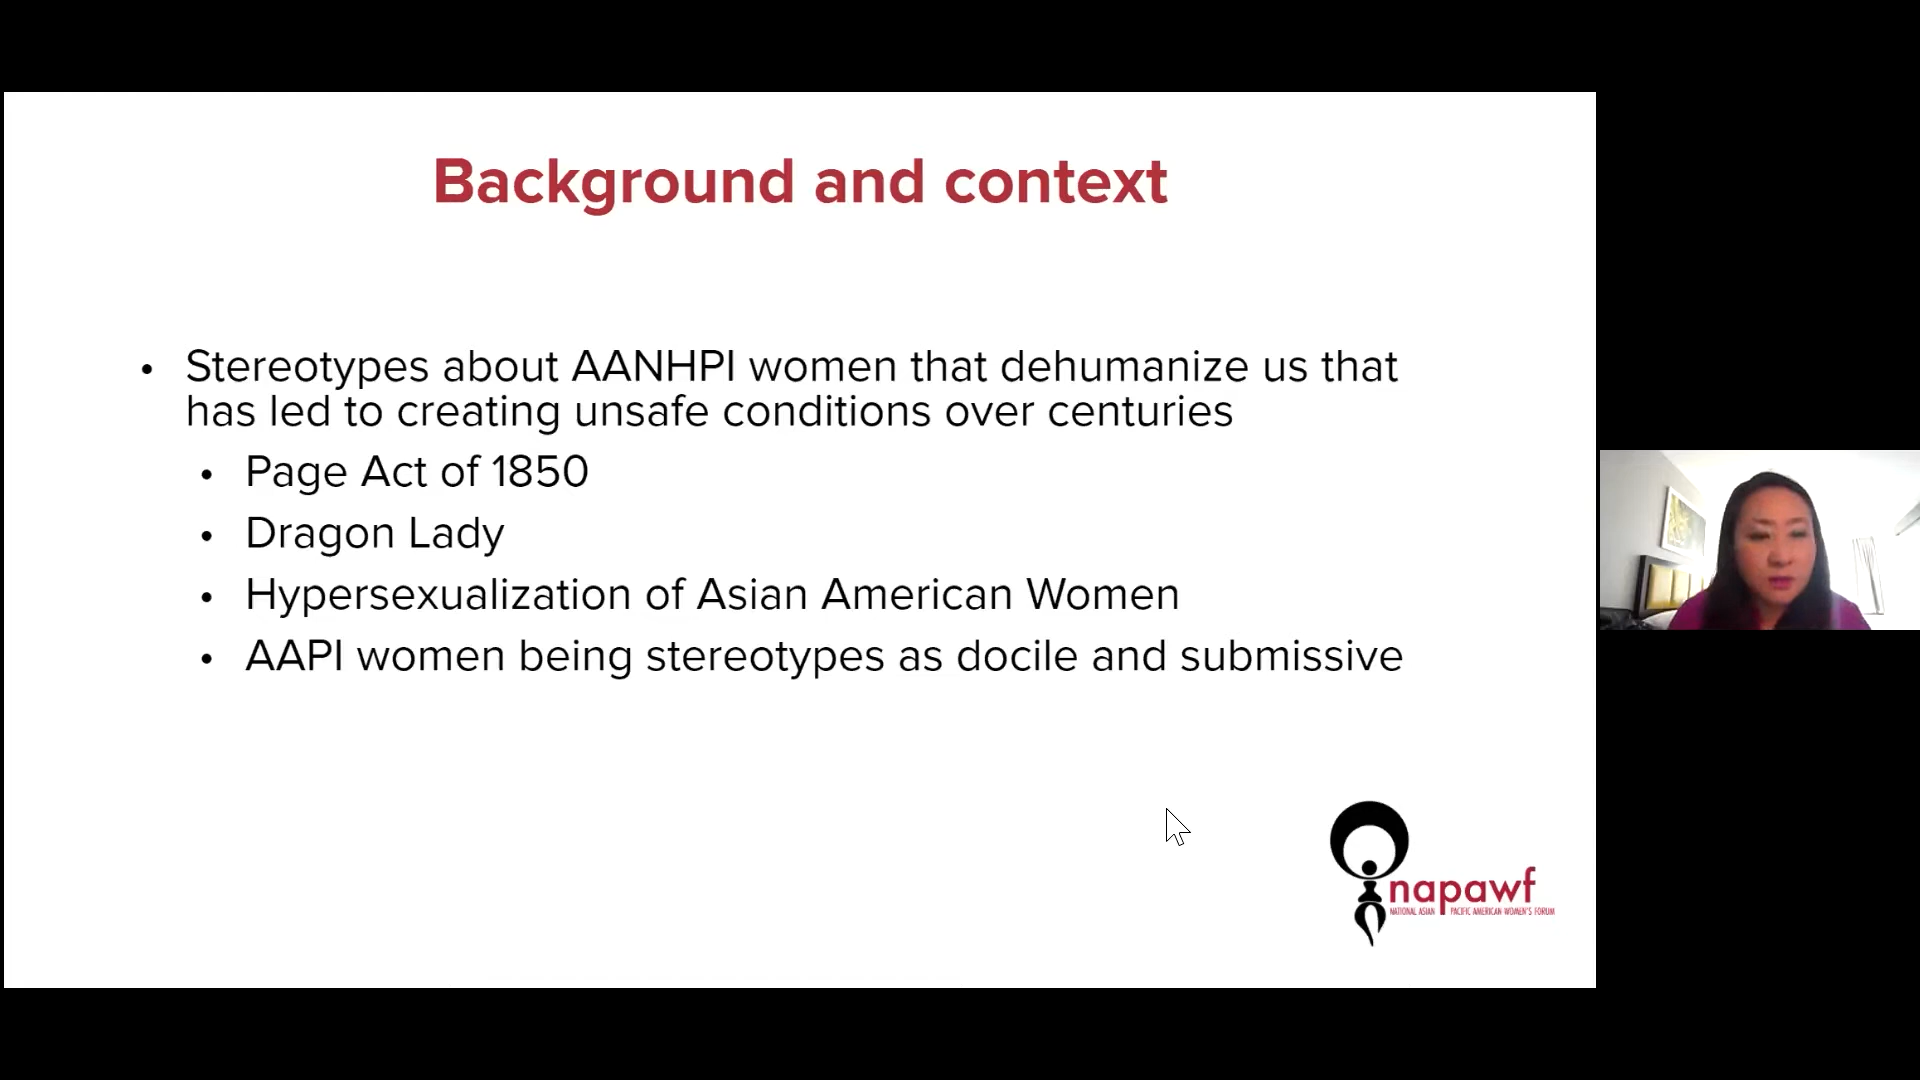 Background and context
• Stereotypes about AANHPI women that dehumanize us that
has led to creating unsafe conditions over centuries
• Page Act of 1850
• Dragon Lady
• Hypersexualization of Asian American Women
• AAPI women being stereotypes as docile and submissive
napawf
NATIONAL ASIAN PACIFIC AMERICAN WOMEN'S FORUM